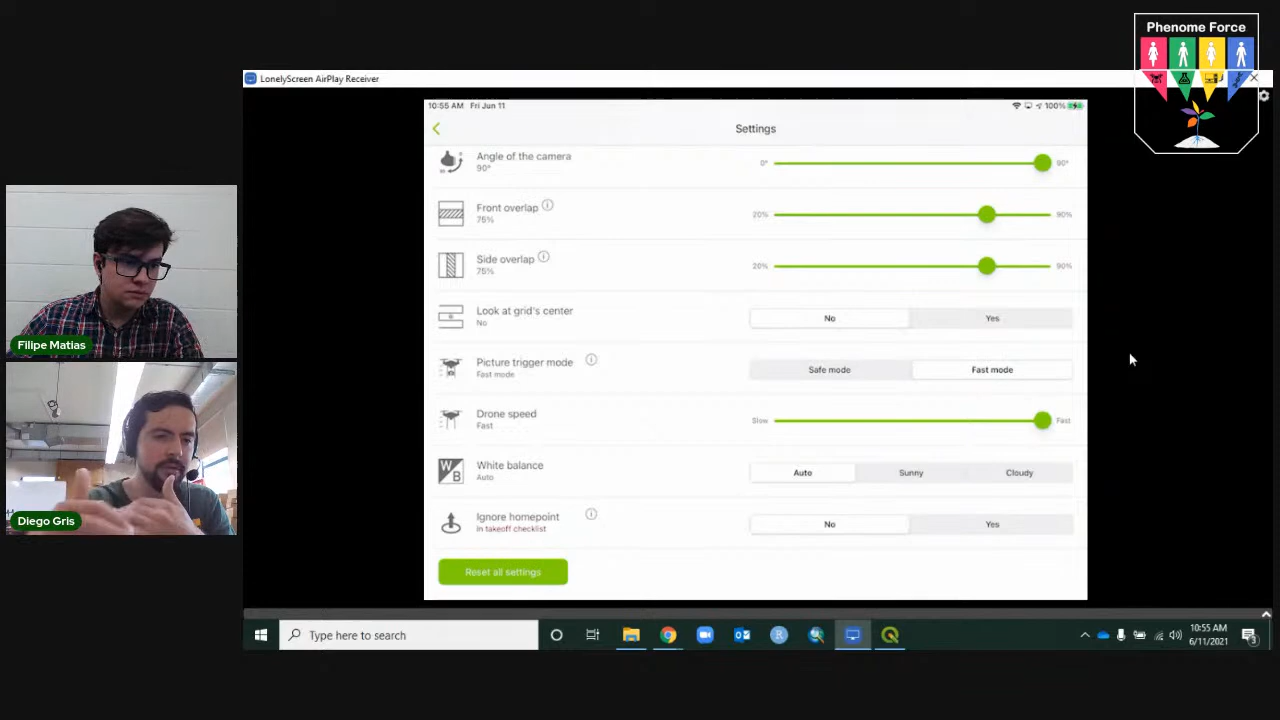 Phenome Force
LonelyScreen AirPlay Receiver
10:55 AM Fri Jun 11
100%
Settings
Angle of the camera
90°
0°
90°
Front overlap
75%
20%
90%
Side overlap
75%
20%
90%
Look at grid's center
No
No
Yes
Picture trigger mode
Fast mode
Safe mode
Fast mode
Drone speed
Fast
Slow
Fast
White balance
Auto
Auto
Sunny
Cloudy
Ignore homepoint
In takeoff checklist
No
Yes
Reset all settings
Filipe Matias
Diego Gris
Type here to search
10:55 AM
6/11/2021